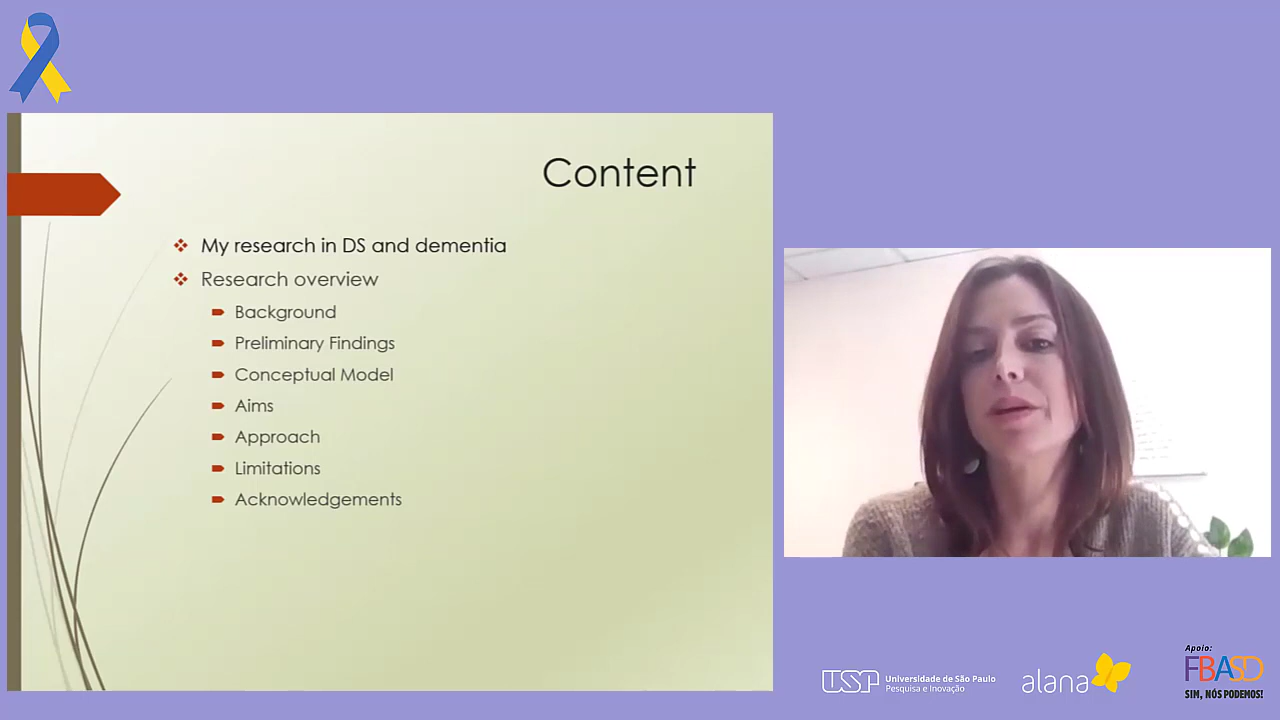 Content
My research in DS and dementia
Research overview
Background
Preliminary Findings
Conceptual Model
Aims
Approach
Limitations
Acknowledgements
USP Universidade de São Paulo
Pesquisa e Inovação
alana
Apoio:
FBASD
SIM, NÓS PODEMOS!